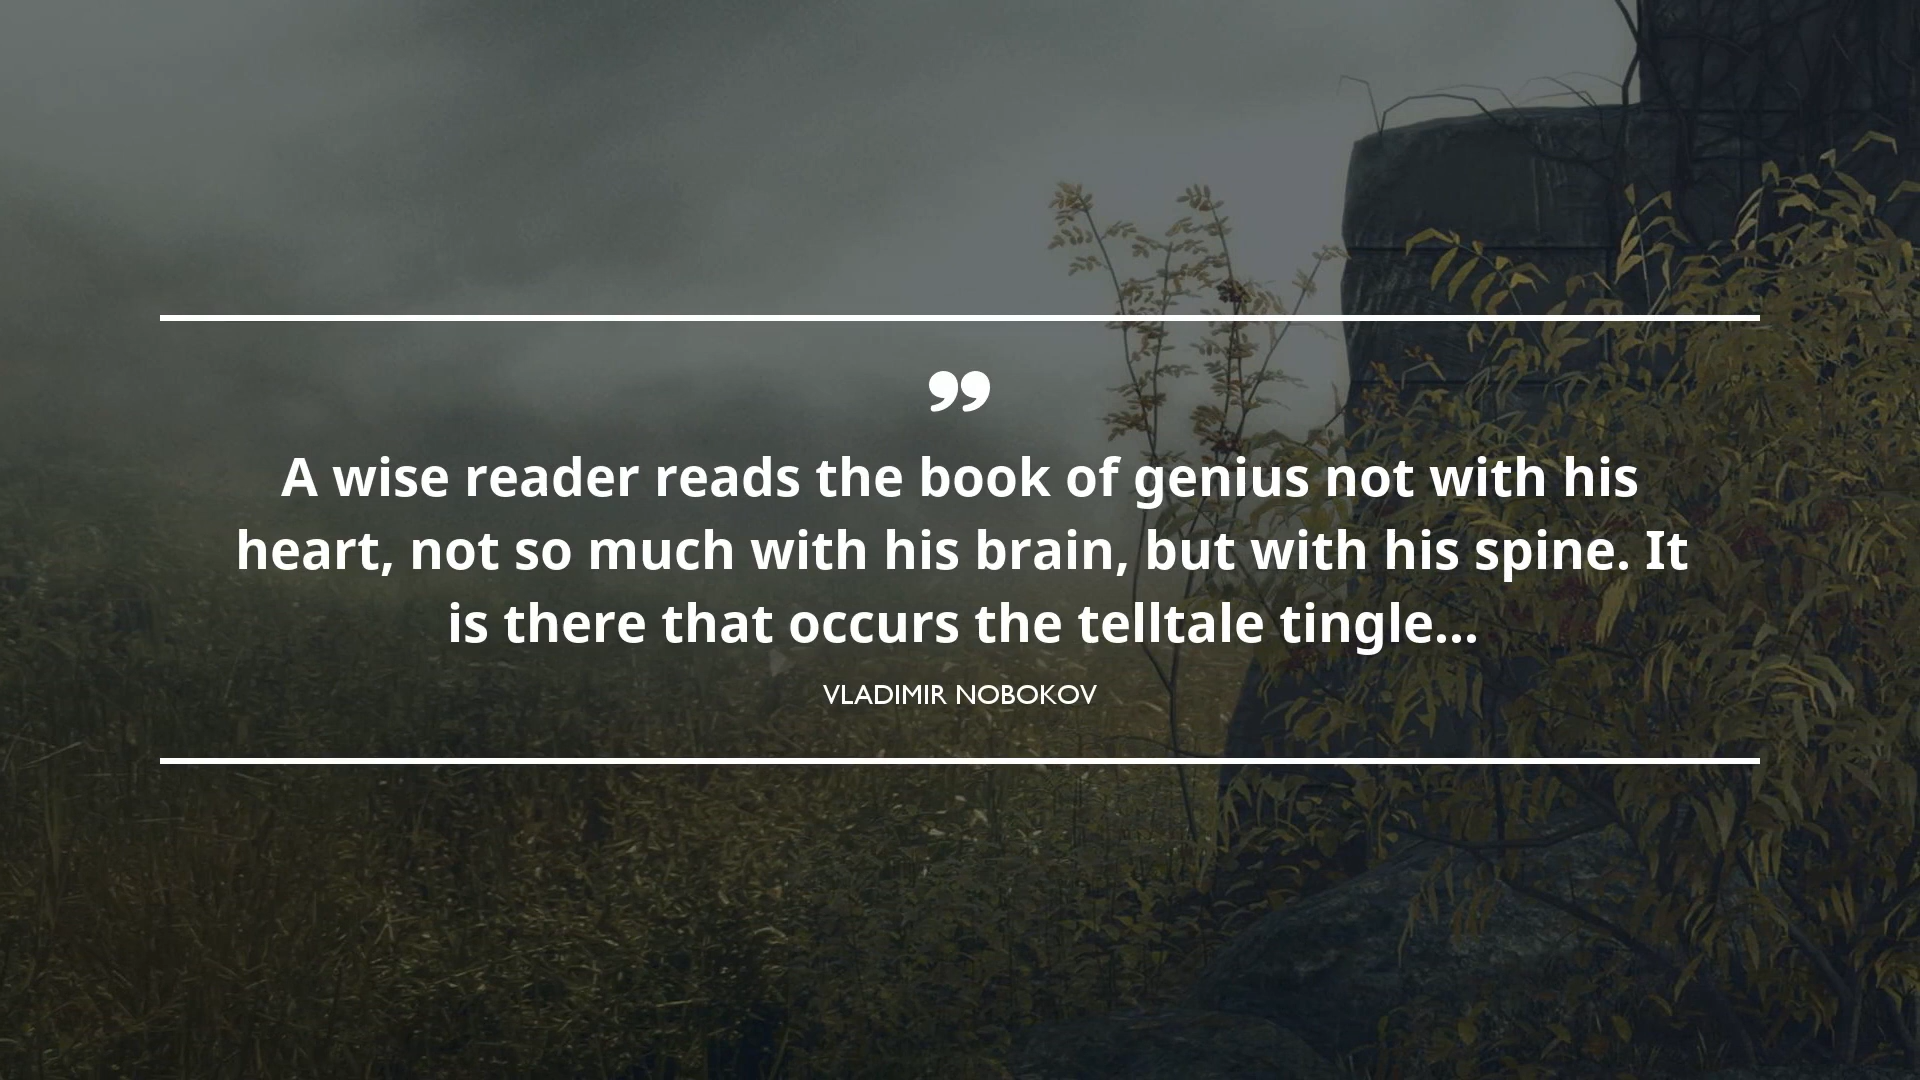 ”
A wise reader reads the book of genius not with his
heart, not so much with his brain, but with his spine. It
is there that occurs the telltale tingle...
VLADIMIR NOBOKOV